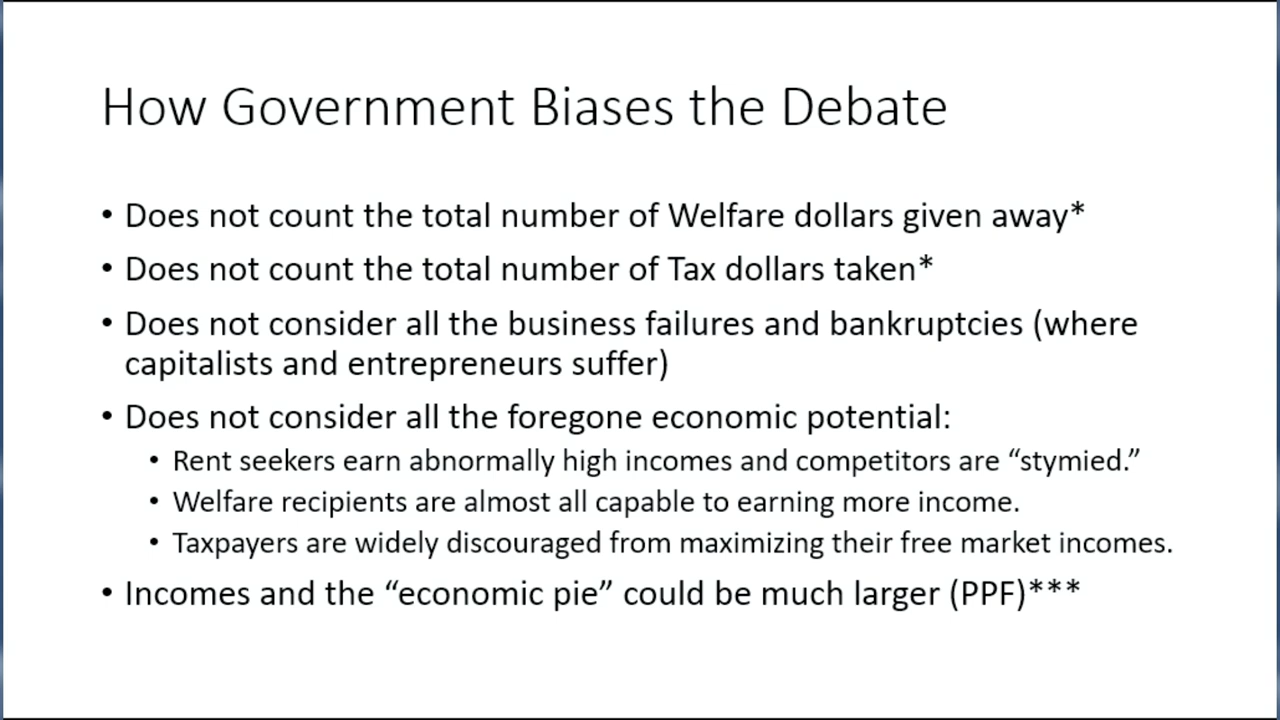 How Government Biases the Debate
• Does not count the total number of Welfare dollars given away*
• Does not count the total number of Tax dollars taken*
• Does not consider all the business failures and bankruptcies (where
capitalists and entrepreneurs suffer)
• Does not consider all the foregone economic potential:
• Rent seekers earn abnormally high incomes and competitors are “stymied.”
• Welfare recipients are almost all capable to earning more income.
• Taxpayers are widely discouraged from maximizing their free market incomes.
• Incomes and the “economic pie” could be much larger (PPF)***